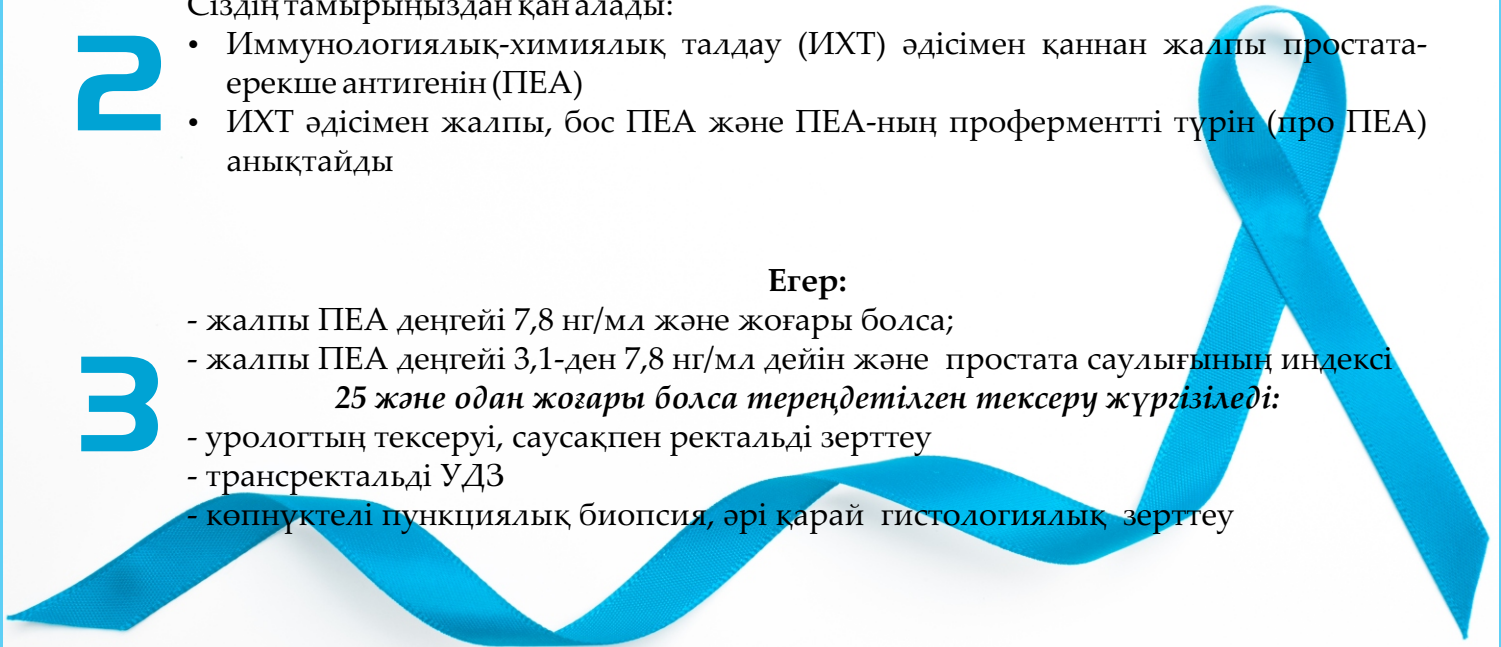 Сіздің тамырыңыздан қан алады:
2
• Иммунологиялық-химиялық талдау (ИХТ) әдісімен қаннан жалпы простата-
ерекше антигенін (ПЕА)
• ИХТ әдісімен жалпы, бос ПЕА және ПЕА-ның проферментті түрін (про ПЕА)
анықтайды
Егер:
- жалпы ПЕА деңгейі 7,8 нг/мл және жоғары болса;
- жалпы ПЕА деңгейі 3,1-ден 7,8 нг/мл дейін және простата саулығының индексі
3
25 және одан жоғары болса тереңдетілген тексеру жүргізіледі:
- урологтың тексеруі, саусақпен ректальді зерттеу
- трансректальді УДЗ
- көпнүктелі пункциялық биопсия, әрі қарай гистологиялық зерттеу